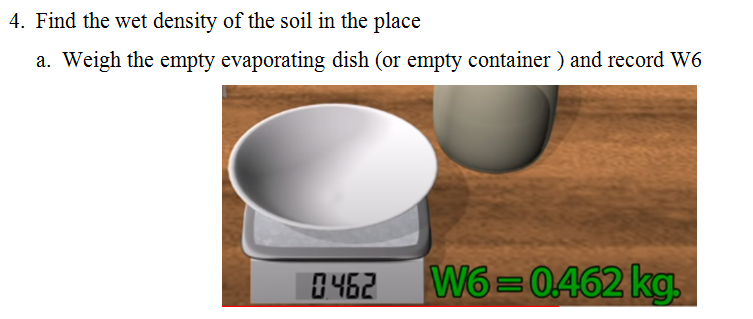 4. Find the wet density of the soil in the place
a. Weigh the empty evaporating dish (or empty container ) and record W6
0.462
W6 = 0.462 kg.